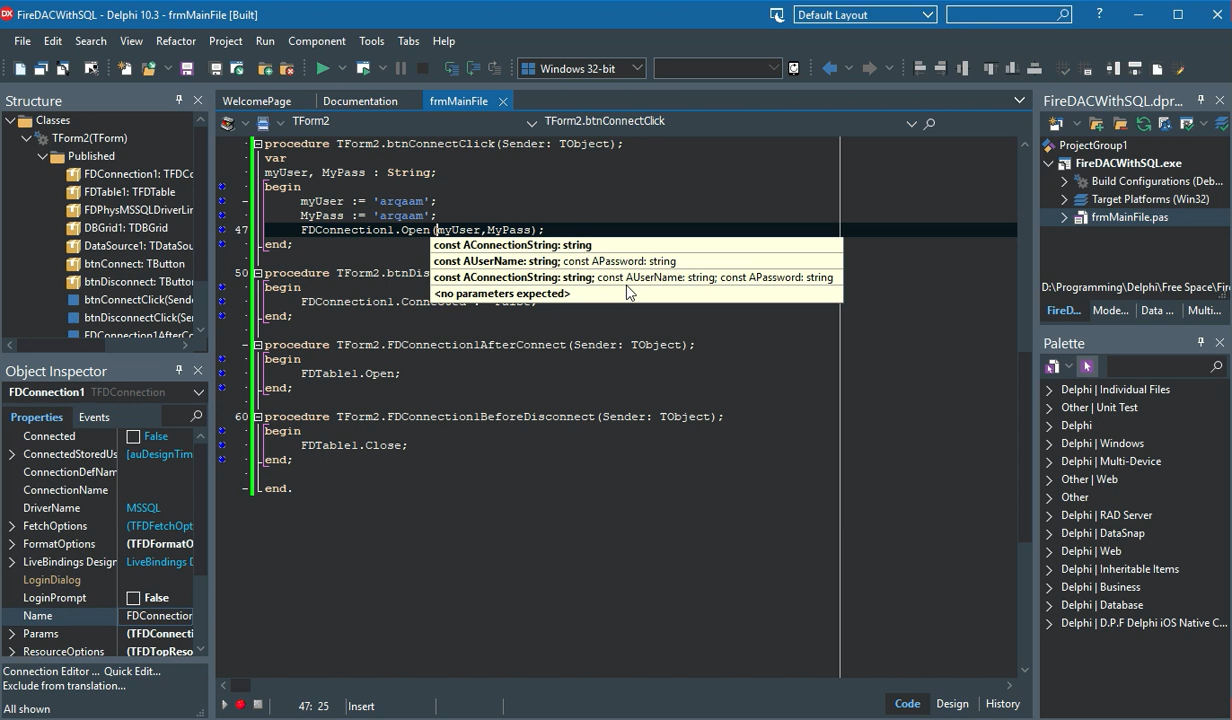 FireDACWithSQL - Delphi 10.3 - frmMainFile [Built]
Default Layout
File Edit Search View Refactor Project Run Component Tools Tabs Help
Windows 32-bit
Structure
Classes
TForm2(TForm)
Published
FDConnection1: TFDCo
FDTable1: TFDTable
FDPhysMSSQLDriverLin
DBGrid1: TDBGrid
DataSource1: TDataSou
btnConnect: TButton
btnDisconnect: TButton
btnConnectClick(Sende
btnDisconnectClick(Se
FDConnection1AfterCo
Object Inspector
FDConnection1 TFDConnection
Properties Events
Connected False
ConnectedStoredUs [auDesignTim
ConnectionDefNam
ConnectionName
DriverName MSSQL
FetchOptions (TFDFetchOpt
FormatOptions (TFDFormatO
LiveBindings Design LiveBindings D
LoginDialog
LoginPrompt False
Name FDConnection
Params (TFDConnecti
ResourceOptions (TFDTopReso
Connection Editor ... Quick Edit...
Exclude from translation...
All shown
WelcomePage Documentation frmMainFile
TForm2 TForm2.btnConnectClick
procedure TForm2.btnConnectClick(Sender: TObject);
var
myUser, MyPass : String;
begin
myUser := 'arqaam';
MyPass := 'arqaam';
47 FDConnection1.Open(myUser,MyPass);
end;
const AConnectionString: string
const AUserName: string; const APassword: string
const AConnectionString: string; const AUserName: string; const APassword: string
<no parameters expected>
50 procedure TForm2.btnDis
begin
FDConnection1.Connected
end;
procedure TForm2.FDConnection1AfterConnect(Sender: TObject);
begin
FDTable1.Open;
end;
60 procedure TForm2.FDConnection1BeforeDisconnect(Sender: TObject);
begin
FDTable1.Close;
end;
end.
47: 25 Insert
Code Design History
FireDACWithSQL.dpr...
ProjectGroup1
FireDACWithSQL.exe
Build Configurations (Deb...
Target Platforms (Win32)
frmMainFile.pas
D:\Programming\Delphi\Free Space\Fir
FireD... Mode... Data ... Multi...
Palette
Delphi | Individual Files
Other | Unit Test
Delphi
Delphi | Windows
Delphi | Multi-Device
Other | Web
Other
Delphi | RAD Server
Delphi | DataSnap
Delphi | Web
Delphi | Inheritable Items
Delphi | Business
Delphi | Database
Delphi | D.P.F Delphi iOS Native C...